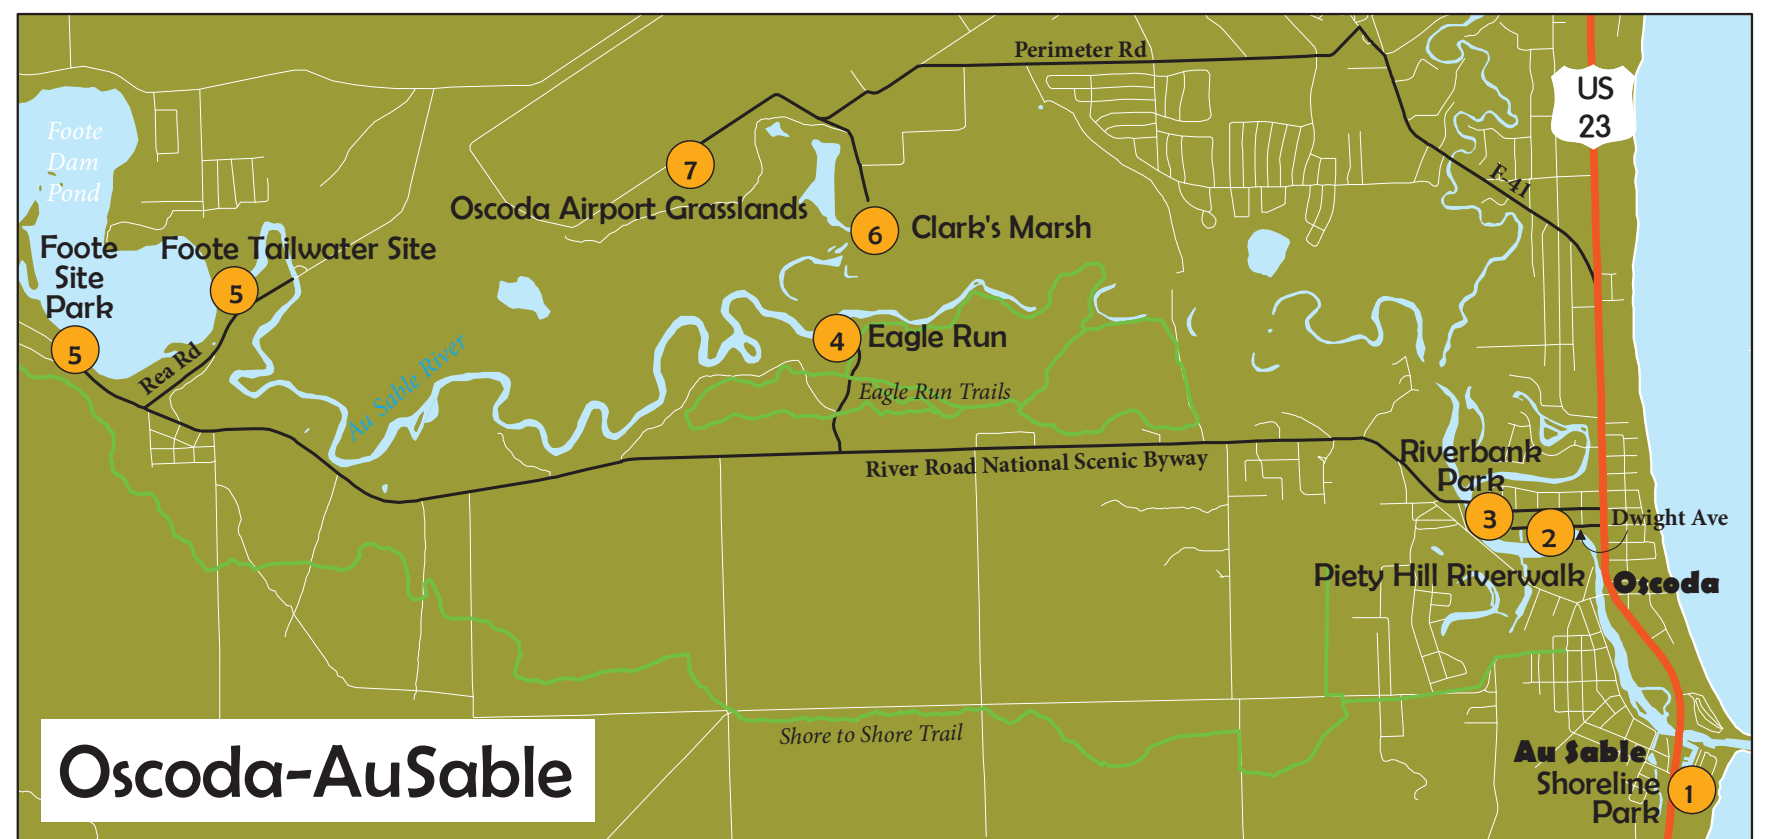 Perimeter Rd
US
23
Foote
Dam
Pond
7
F-41
Oscoda Airport Grasslands
6
Clark's Marsh
Foote
Site
Park
Foote Tailwater Site
5
5
4
Eagle Run
Rea Rd
Au Sable River
Eagle Run Trails
River Road National Scenic Byway
Riverbank
Park
3
2
Dwight Ave
Piety Hill Riverwalk
Oscoda
Shore to Shore Trail
Oscoda-AuSable
Au Sable
Shoreline
Park
1